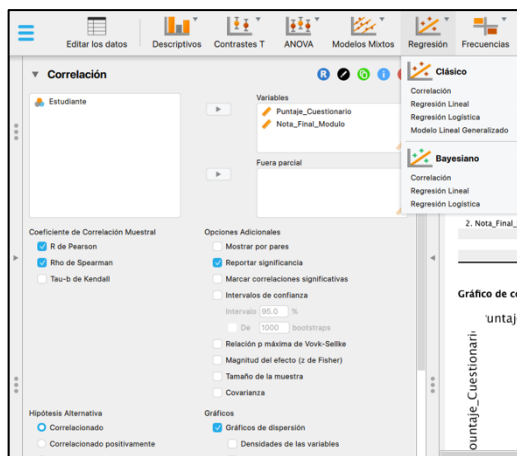 Editar los datos
Descriptivos
Contrastes T
ANOVA
Modelos Mixtos
Regresión
Frecuencias
Correlación
R
i
Clásico
Correlación
Regresión Lineal
Regresión Logística
Modelo Lineal Generalizado
Bayesiano
Correlación
Regresión Lineal
Regresión Logística
Estudiante
Variables
Puntaje_Cuestionario
Nota_Final_Modulo
Fuera parcial
2. Nota_Final_
Coeficiente de Correlación Muestral
R de Pearson
Rho de Spearman
Tau-b de Kendall
Opciones Adicionales
Mostrar por pares
Reportar significancia
Marcar correlaciones significativas
Intervalos de confianza
Intervalo 95.0 %
De 1000 bootstraps
Relación p máxima de Vovk-Sellke
Magnitud del efecto (z de Fisher)
Tamaño de la muestra
Covarianza
Gráfico de co
untaj
ountaje_Cuestionari
Hipótesis Alternativa
Correlacionado
Correlacionado positivamente
Gráficos
Gráficos de dispersión
Densidades de las variables